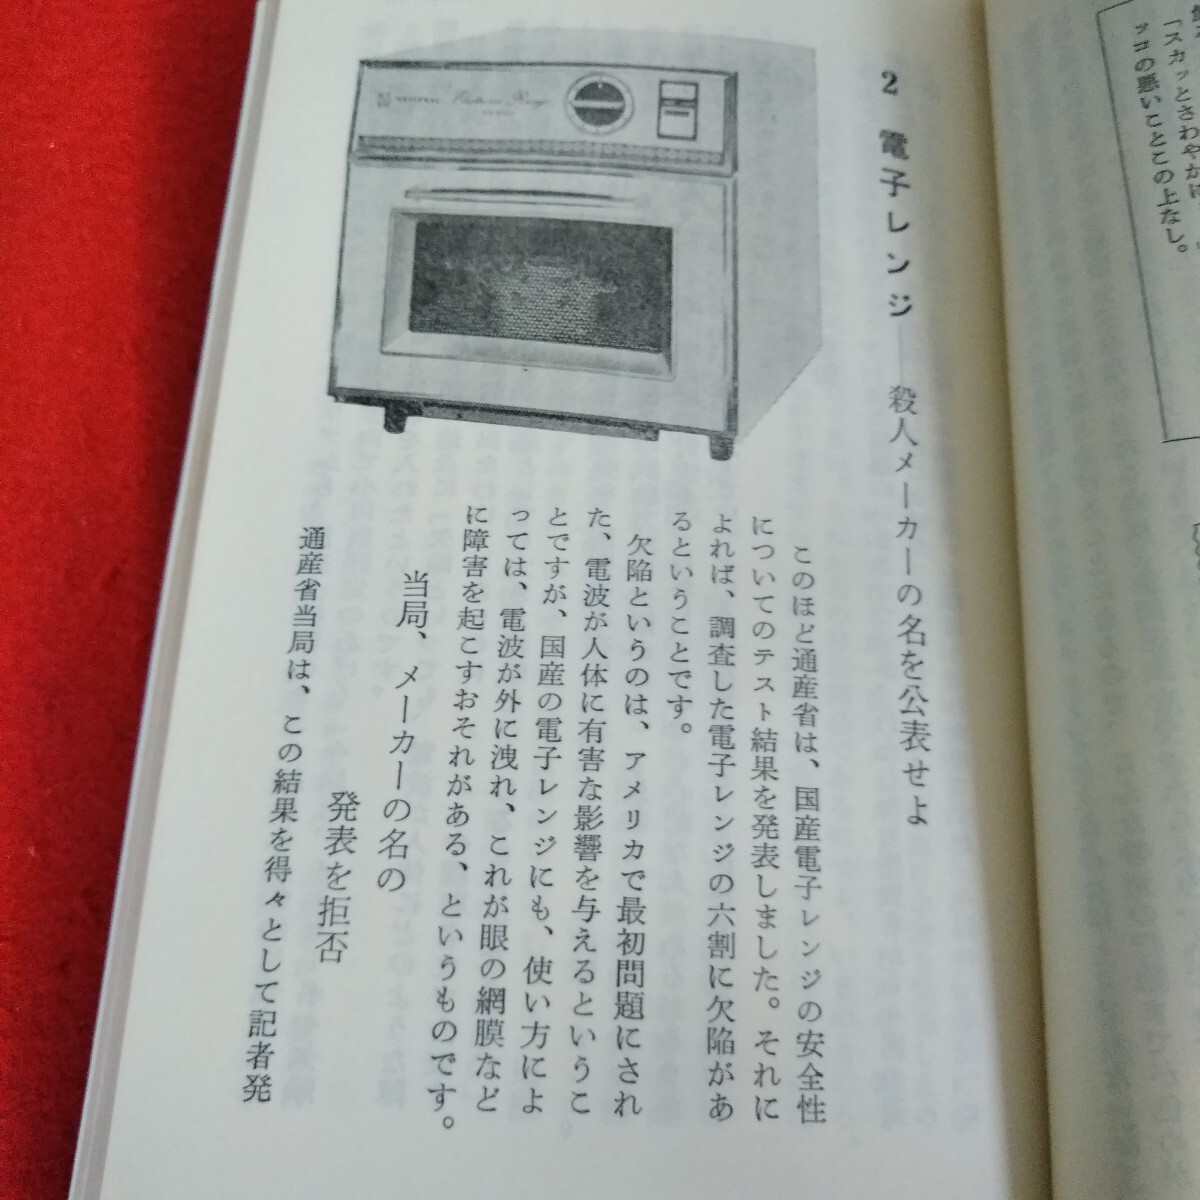 「スカッとさわやかに
ッコの悪いことこの上なし。
2 電子レンジ――殺人メーカーの名を公表せよ
NATIONAL Electronic Range
このほど通産省は、国産電子レンジの安全性
についてのテスト結果を発表しました。それに
よれば、調査した電子レンジの六割に欠陥があ
るということです。
欠陥というのは、アメリカで最初問題にされ
た、電波が人体に有害な影響を与えるというこ
とですが、国産の電子レンジにも、使い方によ
っては、電波が外に洩れ、これが眼の網膜など
に障害を起こすおそれがある、というものです。
当局、メーカーの名の
発表を拒否
通産省当局は、この結果を得々として記者発